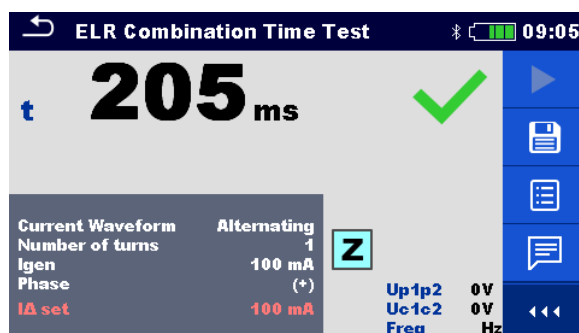 ELR Combination Time Test 09:05
t 205 ms
Current Waveform Alternating
Number of turns 1
Igen 100 mA
Phase (+)
IΔ set 100 mA
Z
Up1p2 0V
Uc1c2 0V
Freq Hz